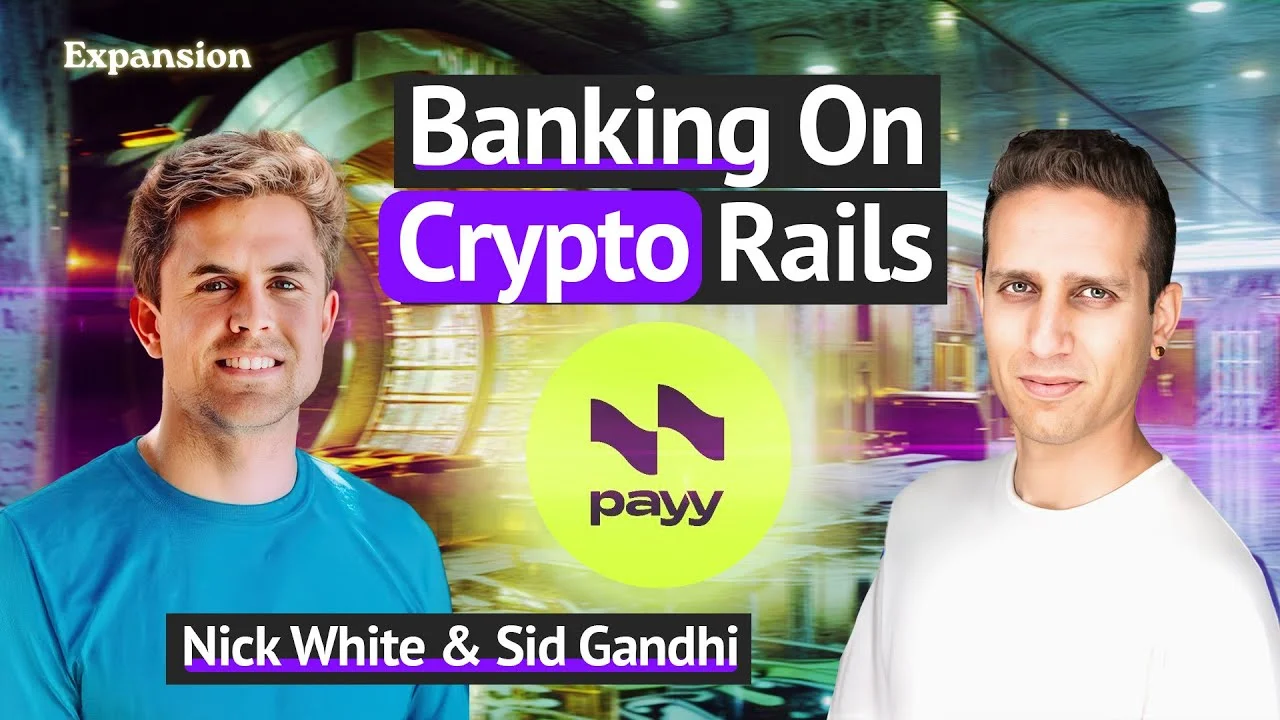 Expansion
Banking On
Crypto Rails
payy
Nick White & Sid Gandhi